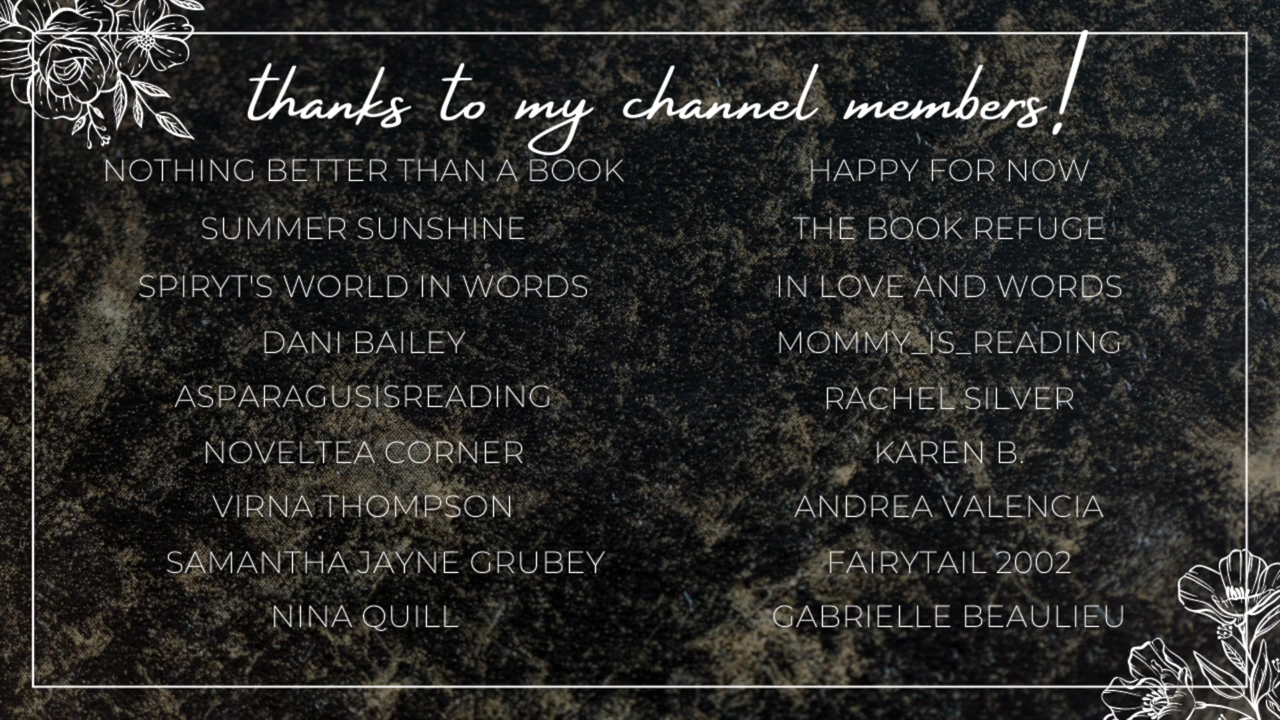 thanks to my channel members!
NOTHING BETTER THAN A BOOK
SUMMER SUNSHINE
SPIRYT'S WORLD IN WORDS
DANI BAILEY
ASPARAGUSISREADING
NOVELTEA CORNER
VIRNA THOMPSON
SAMANTHA JAYNE GRUBEY
NINA QUILL
HAPPY FOR NOW
THE BOOK REFUGE
IN LOVE AND WORDS
MOMMY_IS_READING
RACHEL SILVER
KAREN B.
ANDREA VALENCIA
FAIRYTAIL 2002
GABRIELLE BEAULIEU